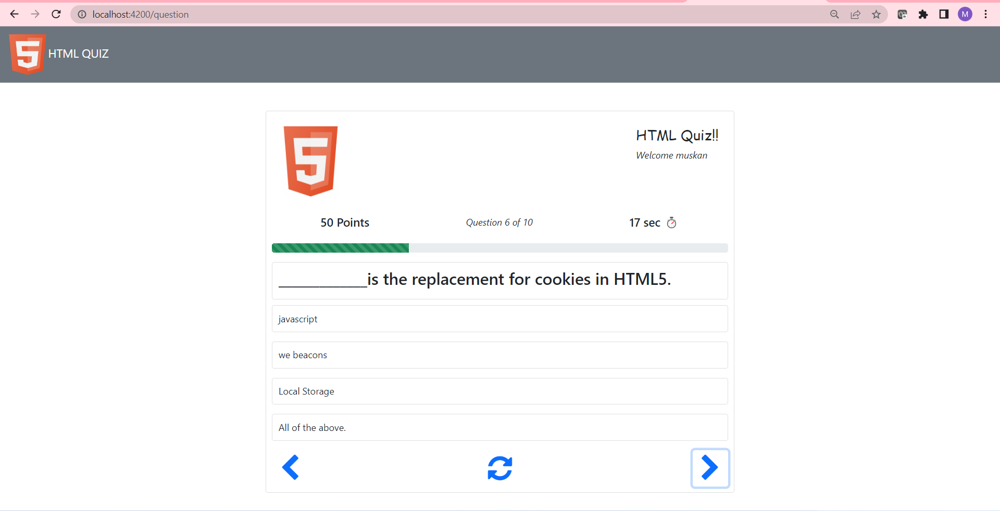 localhost:4200/question
M
HTML QUIZ
HTML Quiz!!
Welcome muskan
50 Points
Question 6 of 10
17 sec
____________is the replacement for cookies in HTML5.
javascript
we beacons
Local Storage
All of the above.